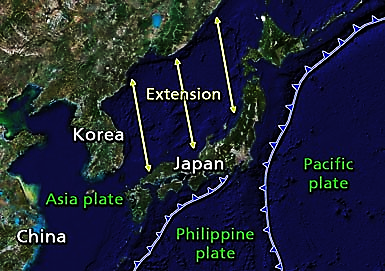 Extension
Korea
Japan
Pacific
plate
Asia plate
China
Philippine
plate